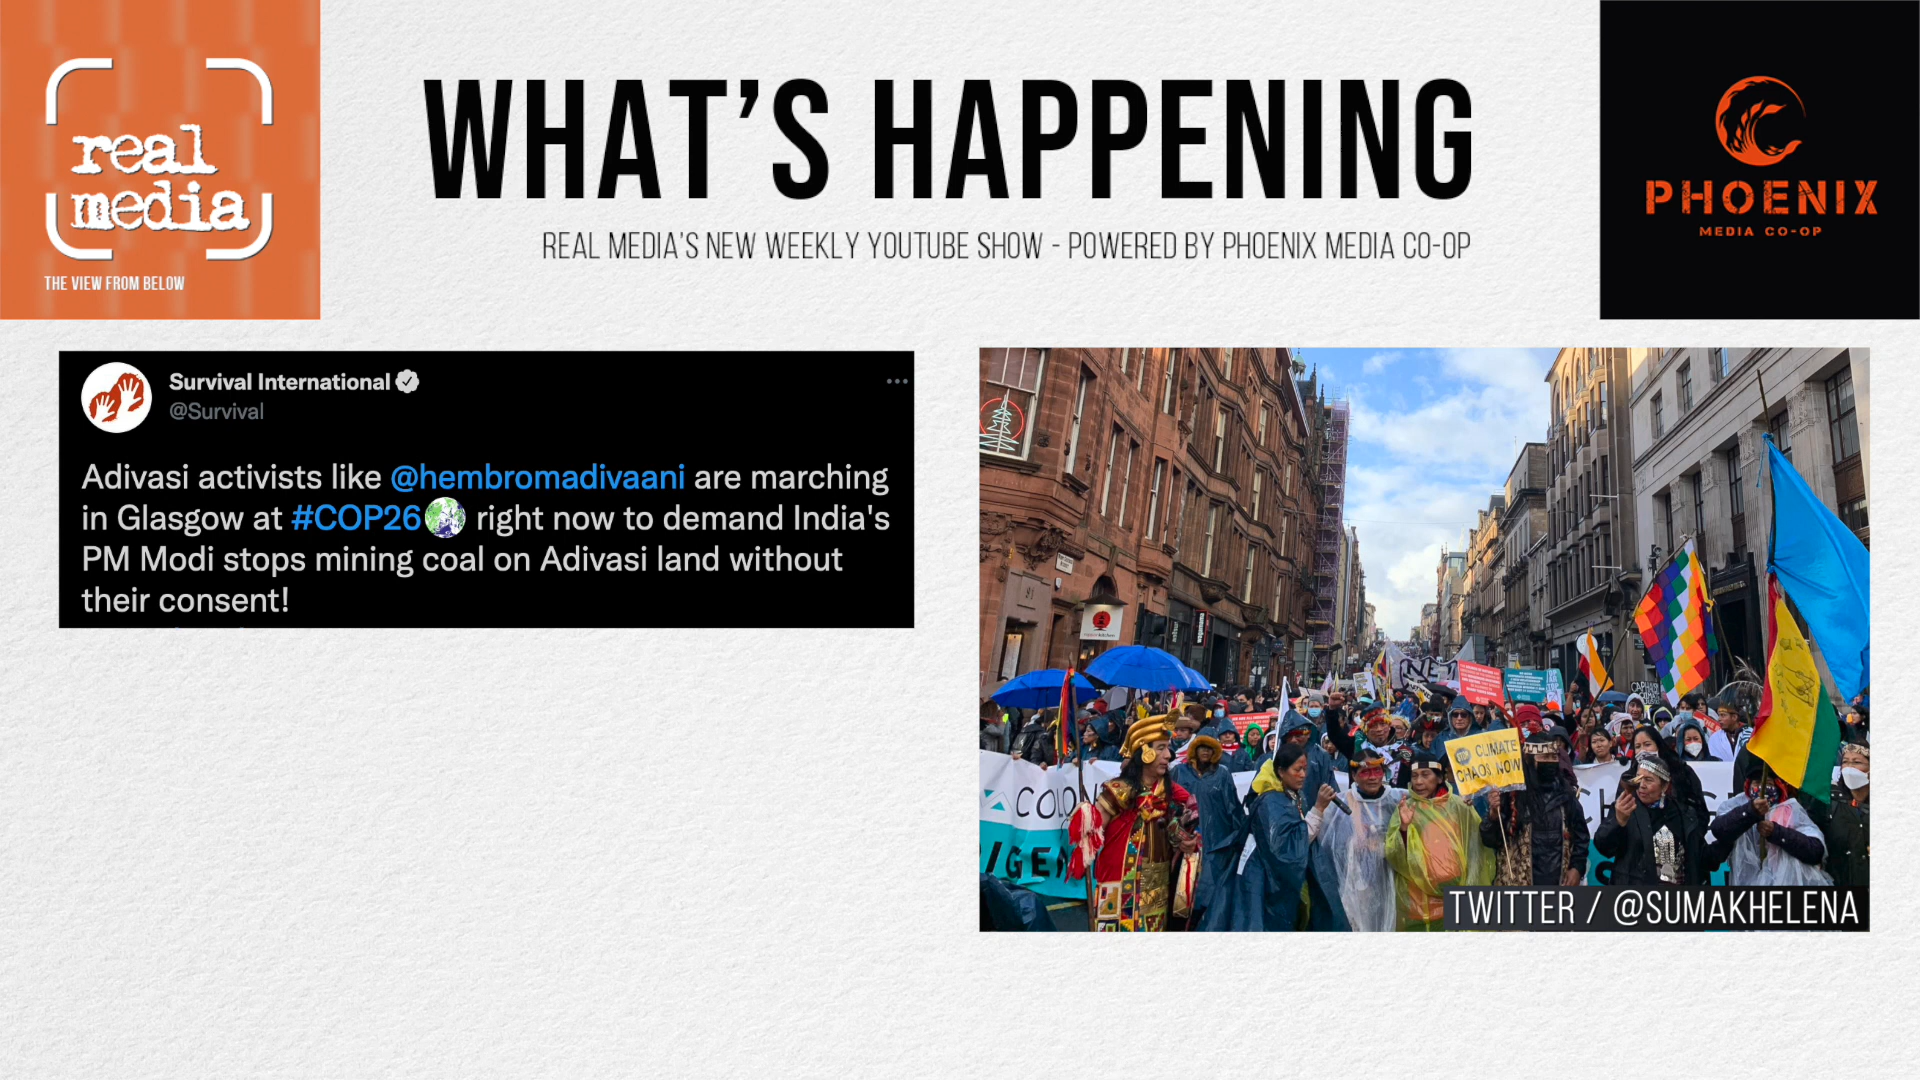 real
media
THE VIEW FROM BELOW
WHAT'S HAPPENING
REAL MEDIA'S NEW WEEKLY YOUTUBE SHOW - POWERED BY PHOENIX MEDIA CO-OP
PHOENIX
MEDIA CO-OP
Survival International
@Survival
Adivasi activists like @hembromadivaani are marching
in Glasgow at #COP26 right now to demand India's
PM Modi stops mining coal on Adivasi land without
their consent!
CLIMATE
CHAOS NOW
COLO
IGEN
TWITTER / @SUMAKHELENA